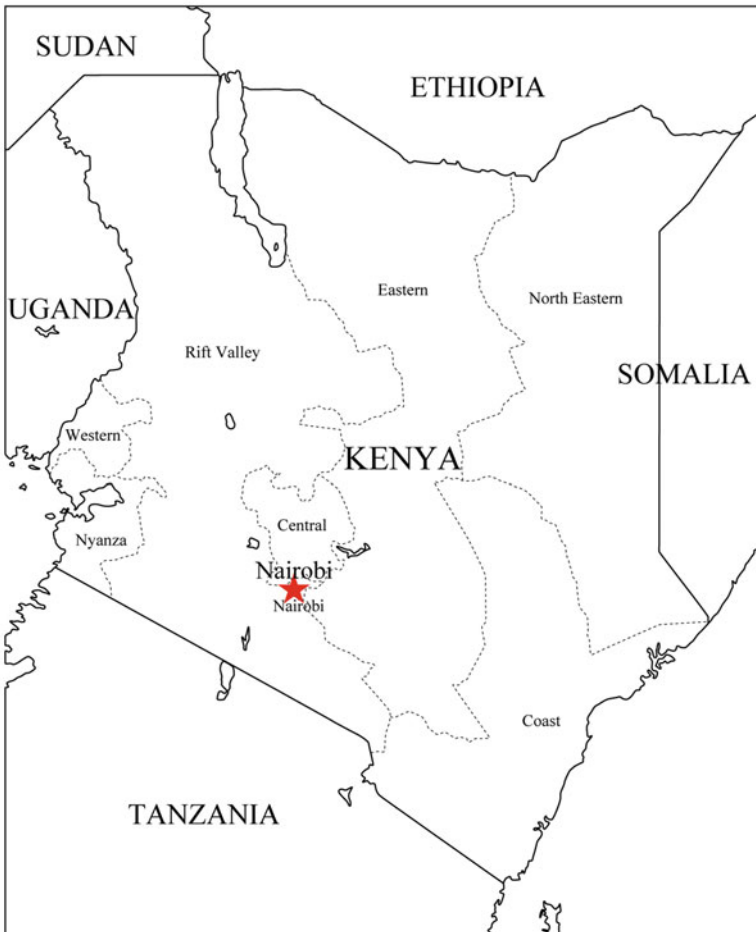 SUDAN
ETHIOPIA
Eastern
North Eastern
UGANDA
Rift Valley
SOMALIA
Western
KENYA
Central
Nyanza
Nairobi
Nairobi
Coast
TANZANIA